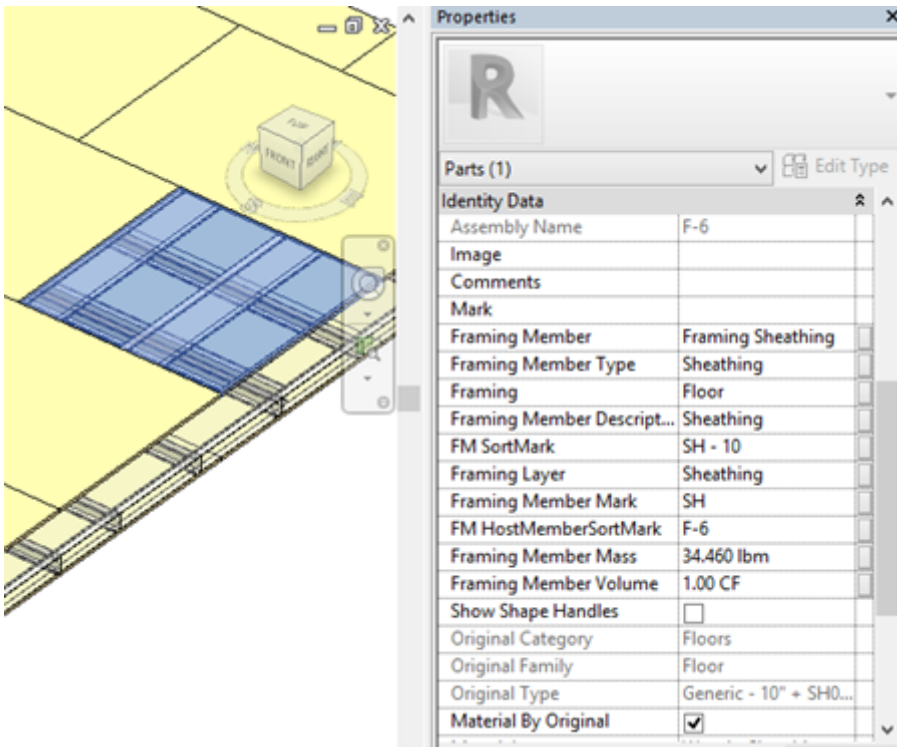 Properties
R
Parts (1)
Edit Type
Identity Data
Assembly Name F-6
Image
Comments
Mark
Framing Member Framing Sheathing
Framing Member Type Sheathing
Framing Floor
Framing Member Descript... Sheathing
FM SortMark SH - 10
Framing Layer Sheathing
Framing Member Mark SH
FM HostMemberSortMark F-6
Framing Member Mass 34.460 lbm
Framing Member Volume 1.00 CF
Show Shape Handles
Original Category Floors
Original Family Floor
Original Type Generic - 10" + SH0...
Material By Original
TOP
FRONT
RIGHT